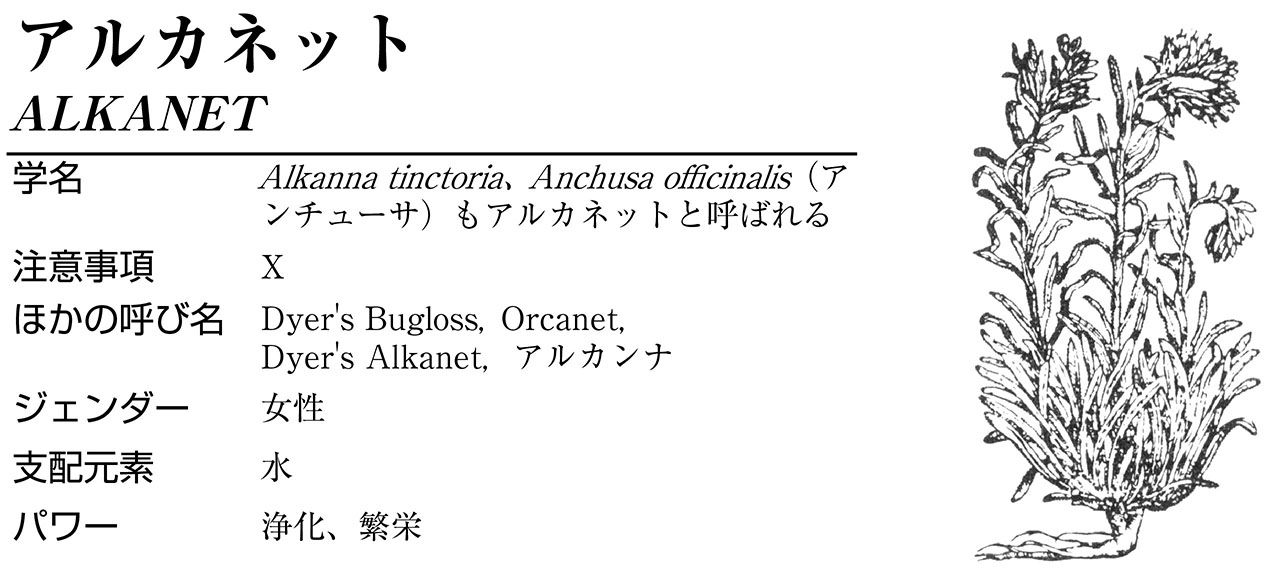 アルカネット
ALKANET
学名 Alkanna tinctoria、Anchusa officinalis（ア
ンチューサ）もアルカネットと呼ばれる
注意事項 X
ほかの呼び名 Dyer's Bugloss, Orcanet,
Dyer's Alkanet, アルカンナ
ジェンダー 女性
支配元素 水
パワー 浄化、繁栄